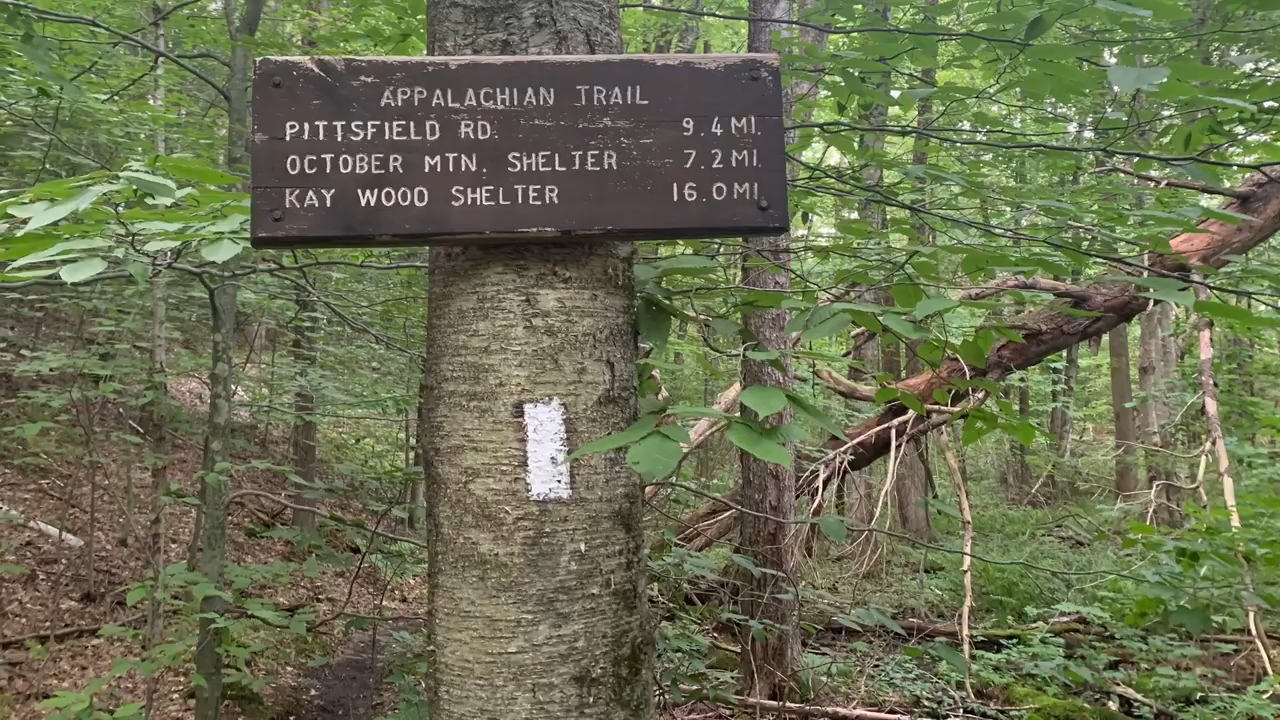 APPALACHIAN TRAIL
PITTSFIELD RD. 9.4 MI.
OCTOBER MTN. SHELTER 7.2 MI.
KAY WOOD SHELTER 16.0 MI.